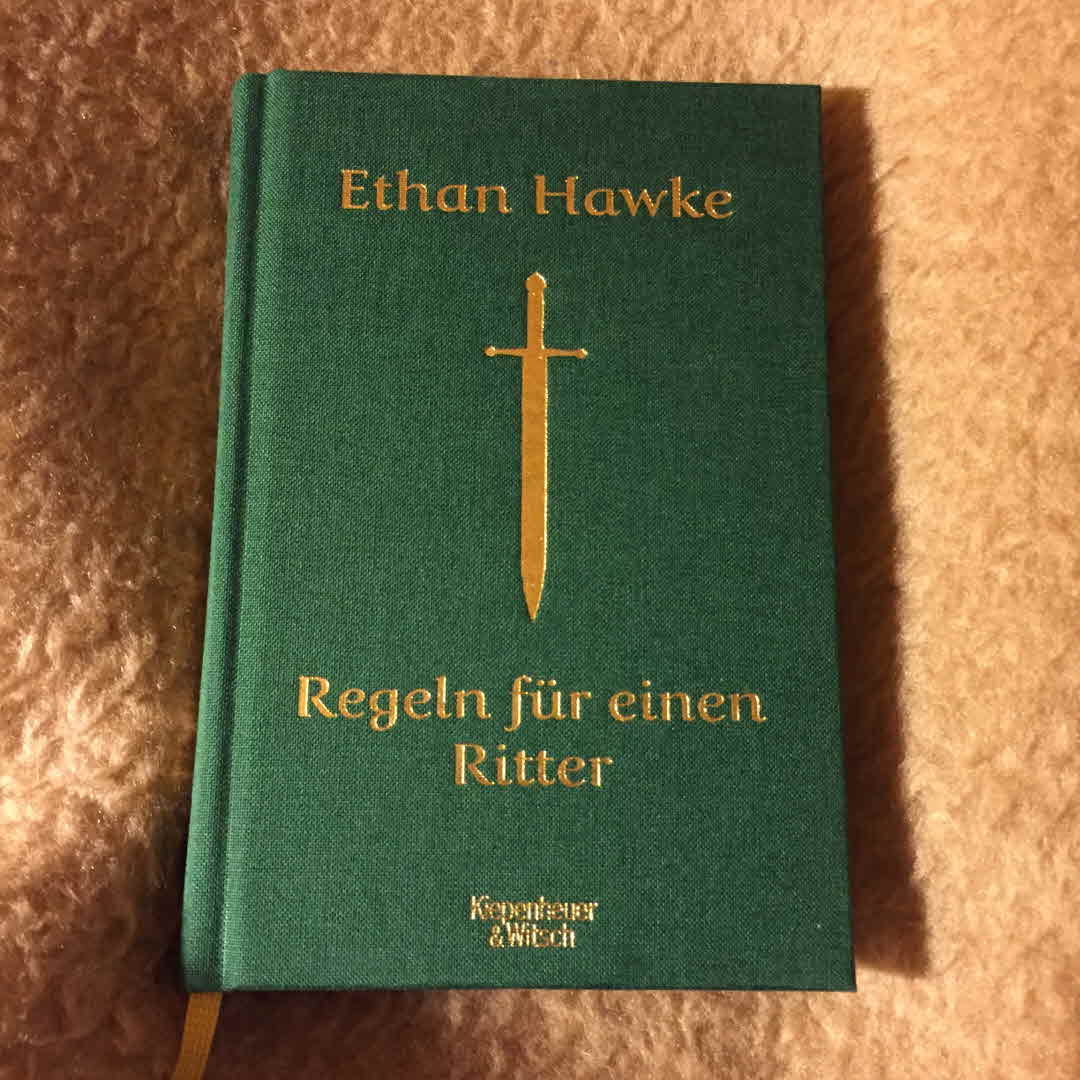 Ethan Hawke
Regeln für einen
Ritter
Kiepenheuer
&Witsch